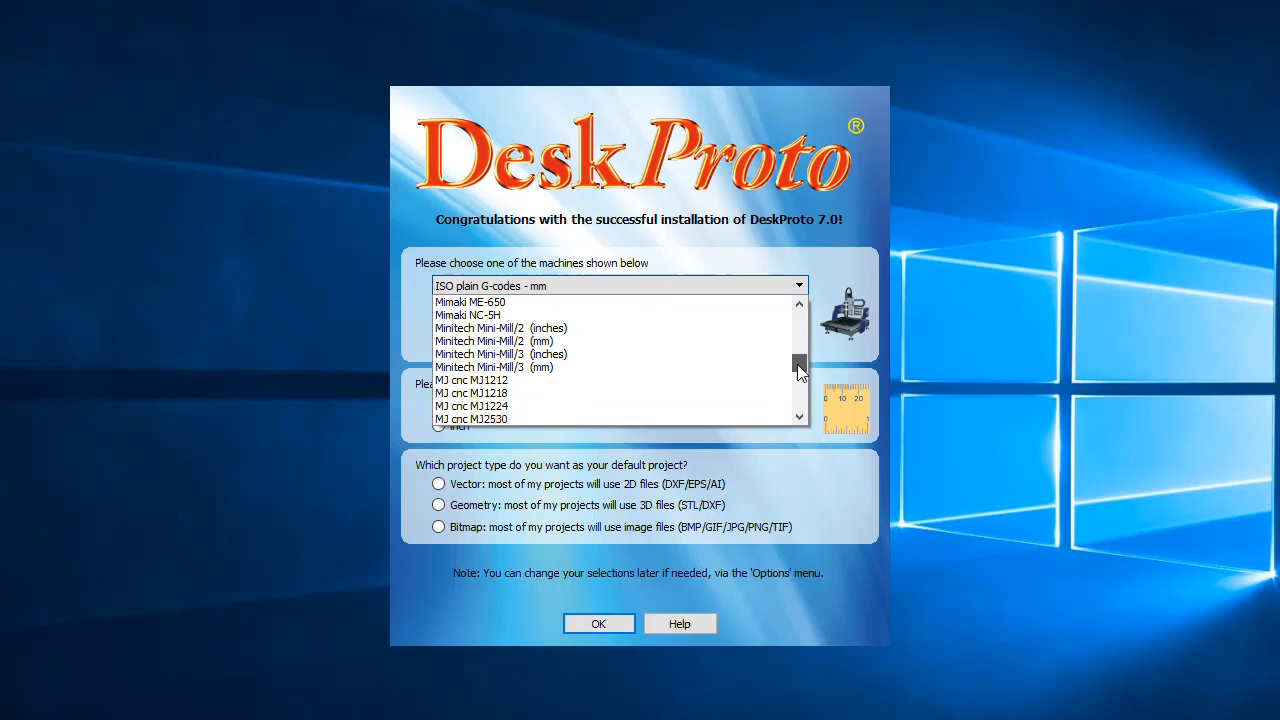 DeskProto®
Congratulations with the successful installation of DeskProto 7.0!
Please choose one of the machines shown below
ISO plain G-codes - mm
Mimaki ME-650
Mimaki NC-5H
Minitech Mini-Mill/2 (inches)
Minitech Mini-Mill/2 (mm)
Minitech Mini-Mill/3 (inches)
Minitech Mini-Mill/3 (mm)
MJ cnc MJ1212
MJ cnc MJ1218
MJ cnc MJ1224
MJ cnc MJ2530
0 10 20
0 1
Which project type do you want as your default project?
Vector: most of my projects will use 2D files (DXF/EPS/AI)
Geometry: most of my projects will use 3D files (STL/DXF)
Bitmap: most of my projects will use image files (BMP/GIF/JPG/PNG/TIF)
Note: You can change your selections later if needed, via the 'Options' menu.
OK Help